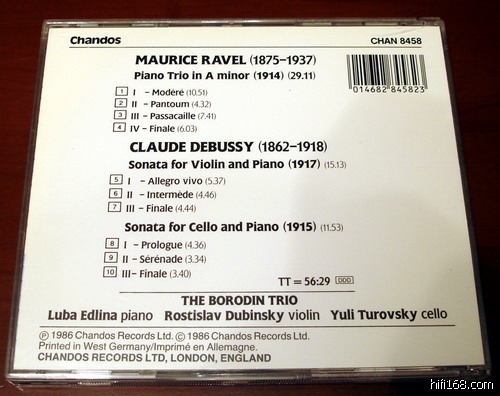 Chandos
CHAN 8458
MAURICE RAVEL (1875–1937)
Piano Trio in A minor (1914) (29.11)
1 I – Modéré (10.51)
2 II – Pantoum (4.32)
3 III – Passacaille (7.41)
4 IV – Finale (6.03)
014682 845823
CLAUDE DEBUSSY (1862–1918)
Sonata for Violin and Piano (1917) (15.13)
5 I – Allegro vivo (5.37)
6 II – Intermède (4.46)
7 III – Finale (4.44)
Sonata for Cello and Piano (1915) (11.53)
8 I – Prologue (4.36)
9 II – Sérénade (3.34)
10 III– Finale (3.40)
TT = 56:29 DDD
THE BORODIN TRIO
Luba Edlina piano Rostislav Dubinsky violin Yuli Turovsky cello
℗ 1986 Chandos Records Ltd. © 1986 Chandos Records Ltd.
Printed in West Germany/Imprimé en Allemagne.
CHANDOS RECORDS LTD, LONDON, ENGLAND
hifi168.com